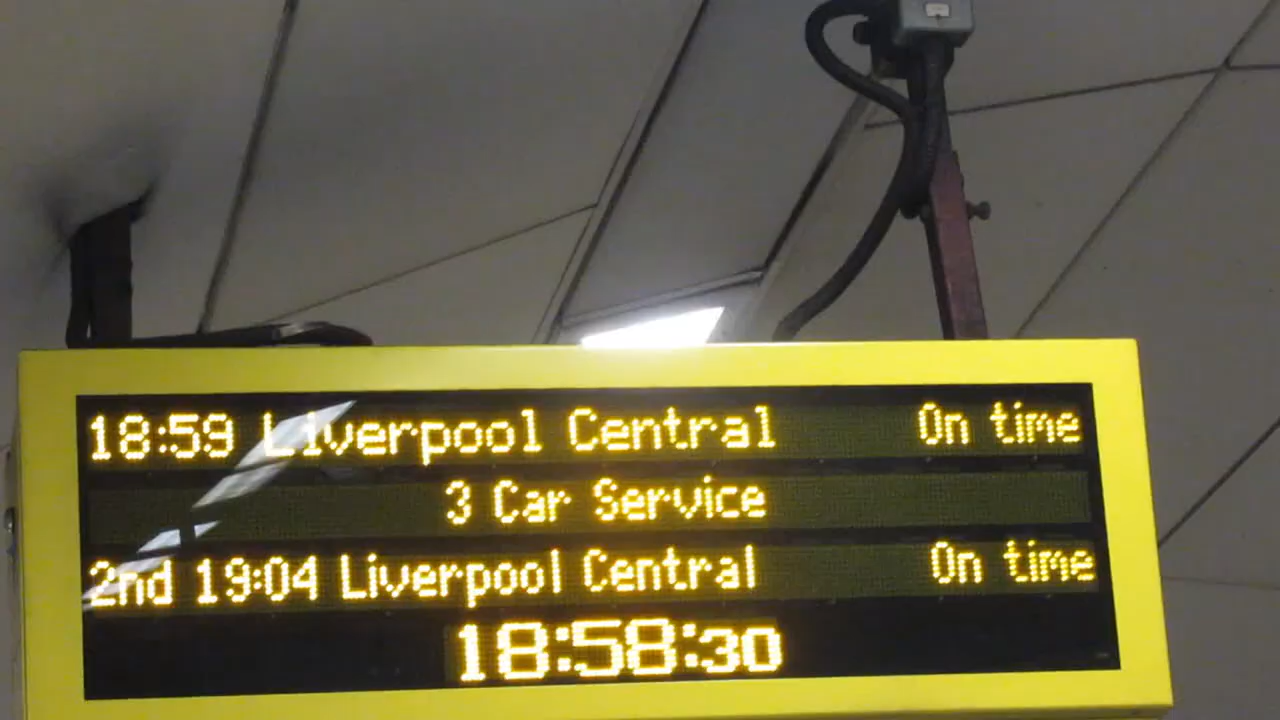 18:59 Liverpool Central On time
3 Car Service
2nd 19:04 Liverpool Central On time
18:58:30